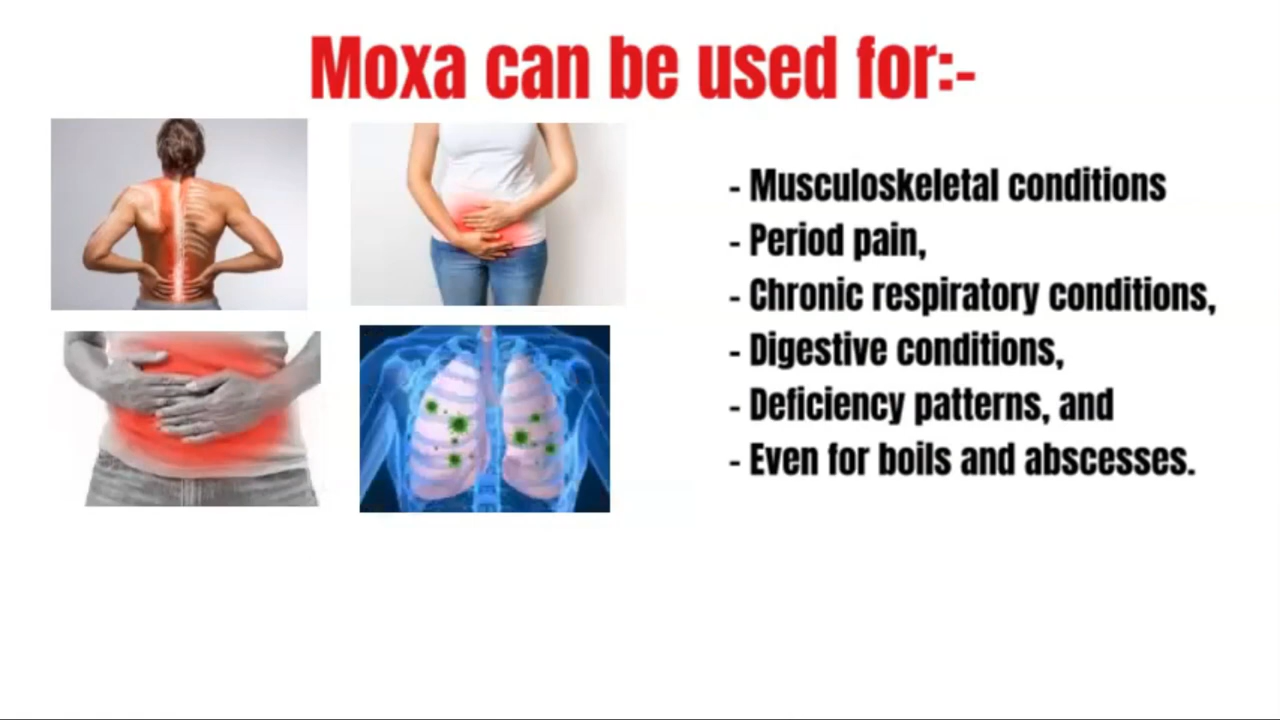 Moxa can be used for:-
- Musculoskeletal conditions
- Period pain,
- Chronic respiratory conditions,
- Digestive conditions,
- Deficiency patterns, and
- Even for boils and abscesses.